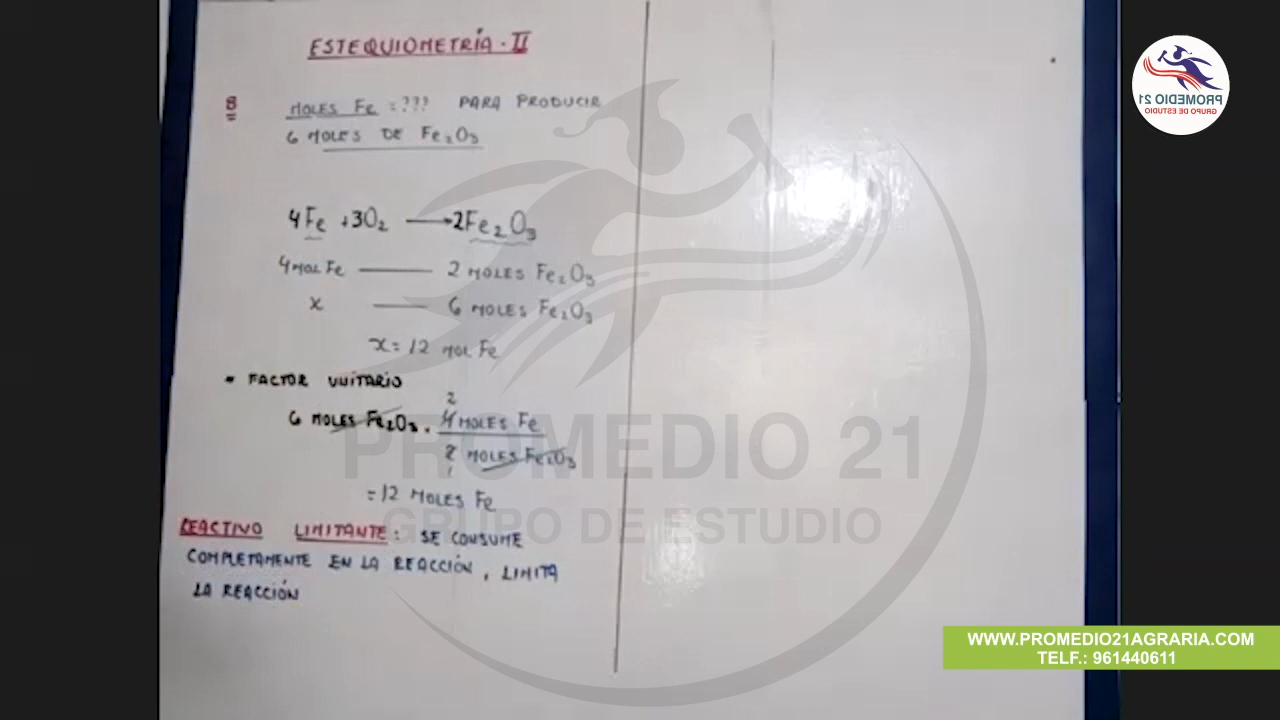 ESTEQUIOMETRÍA - II
8 MOLES Fe = ??? PARA PRODUCIR
6 MOLES DE Fe₂O₃
4Fe + 3O₂ ⟶ 2Fe₂O₃
4 MOL Fe —— 2 MOLES Fe₂O₃
x —— 6 MOLES Fe₂O₃
x = 12 MOL Fe
- FACTOR UNITARIO
2
6 MOLES Fe₂O₃ . 4 MOLES Fe
2 MOLES Fe₂O₃
1
= 12 MOLES Fe
REACTIVO LIMITANTE: SE CONSUME
COMPLETAMENTE EN LA REACCIÓN, LIMITA
LA REACCIÓN
PROMEDIO 21
GRUPO DE ESTUDIO
PROMEDIO 21
GRUPO DE ESTUDIO
WWW.PROMEDIO21AGRARIA.COM
TELF.: 961440611